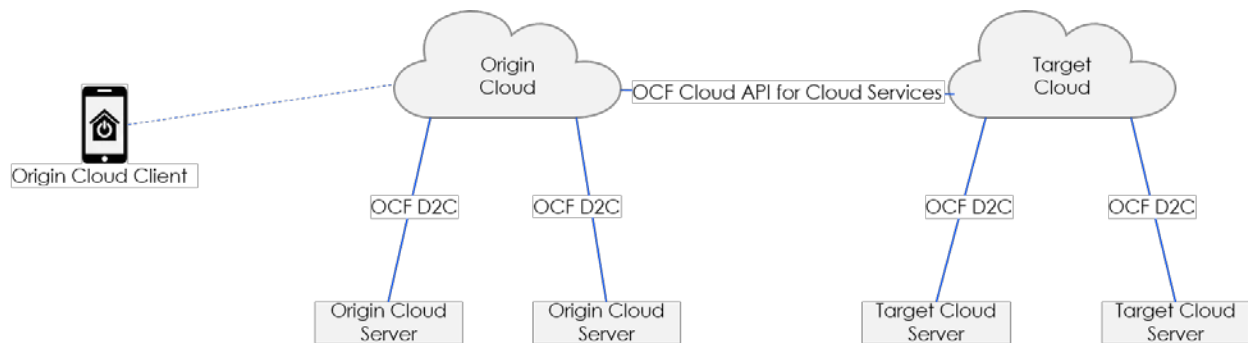 Origin
Cloud
Target
Cloud
OCF Cloud API for Cloud Services
Origin Cloud Client
OCF D2C
OCF D2C
OCF D2C
OCF D2C
Origin Cloud
Server
Origin Cloud
Server
Target Cloud
Server
Target Cloud
Server